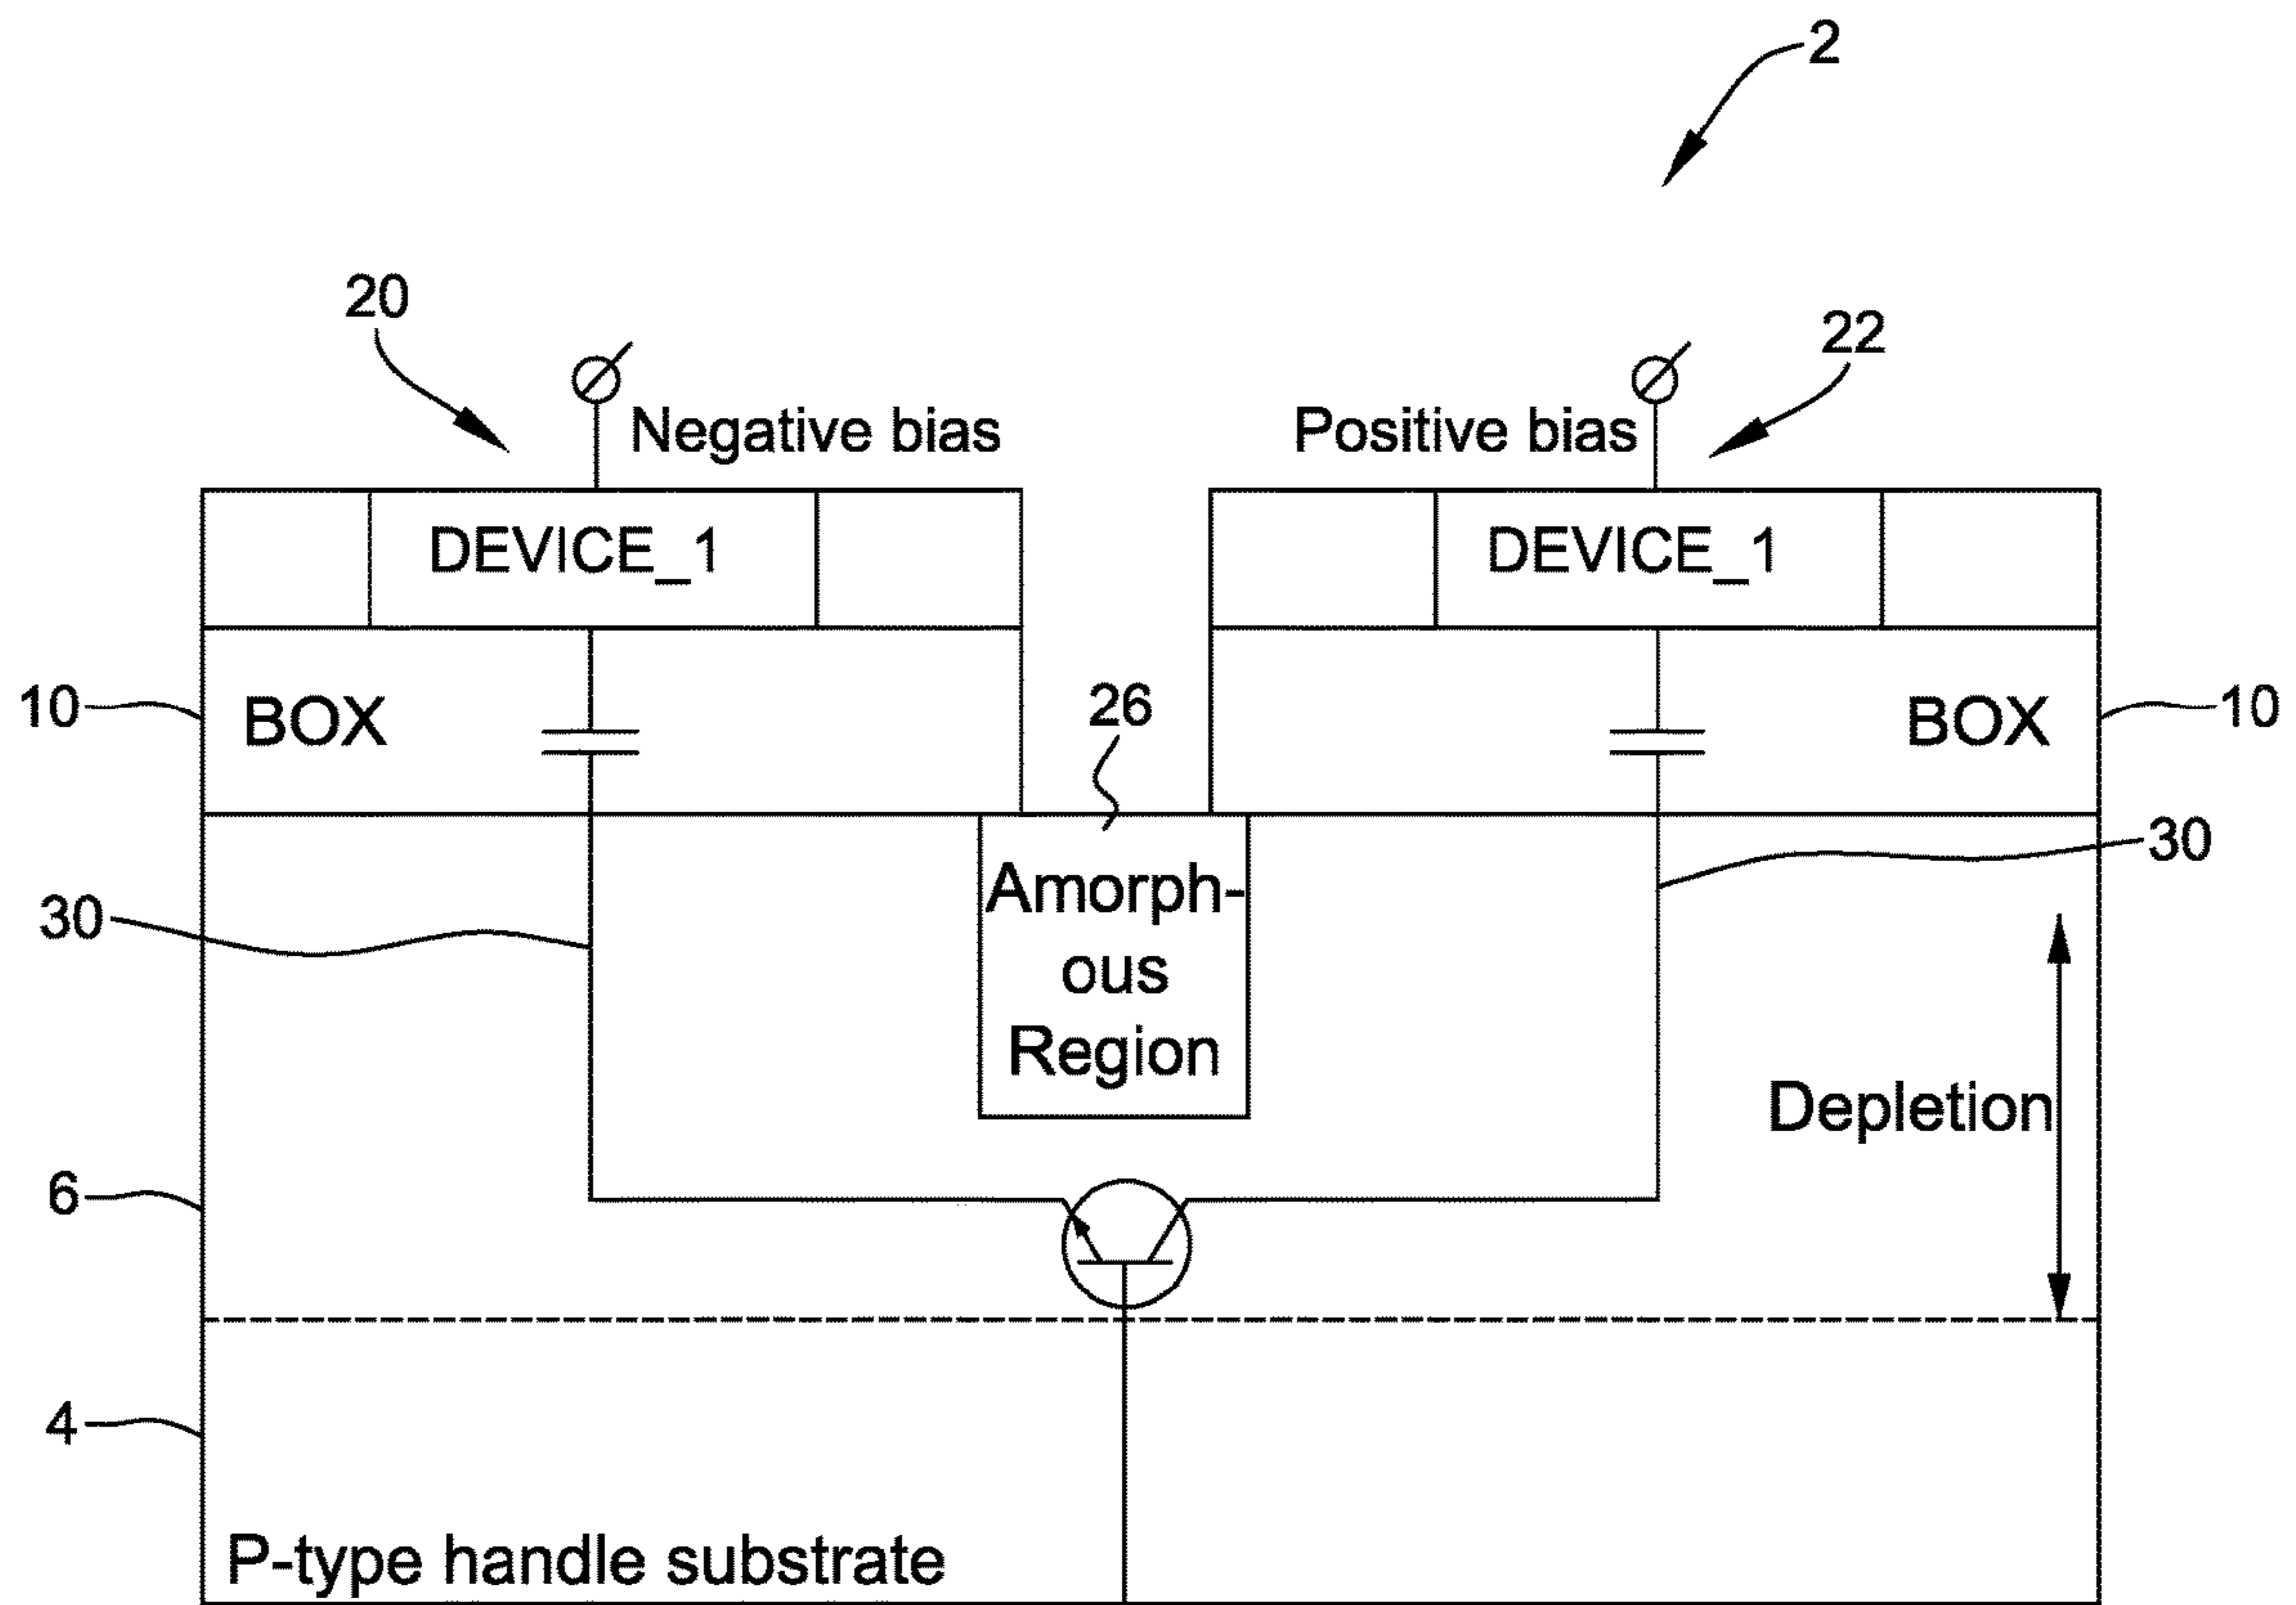 2
20
22
Negative bias
Positive bias
DEVICE_1
DEVICE_1
10
BOX
26
BOX
10
30
Amorph-
ous
Region
30
Depletion
6
4
P-type handle substrate